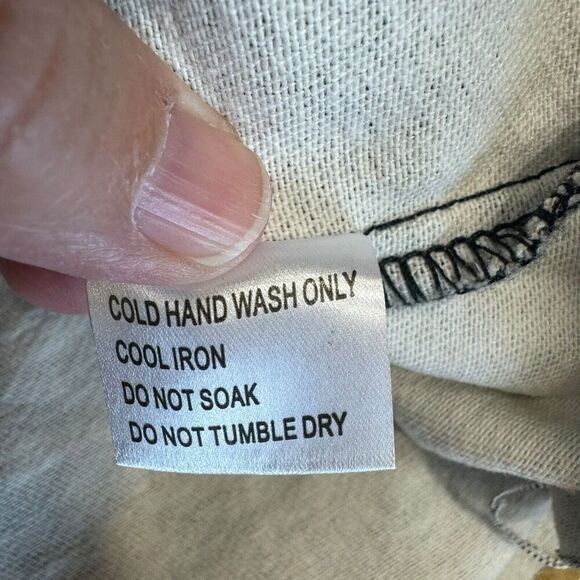 COLD HAND WASH ONLY
COOL IRON
DO NOT SOAK
DO NOT TUMBLE DRY